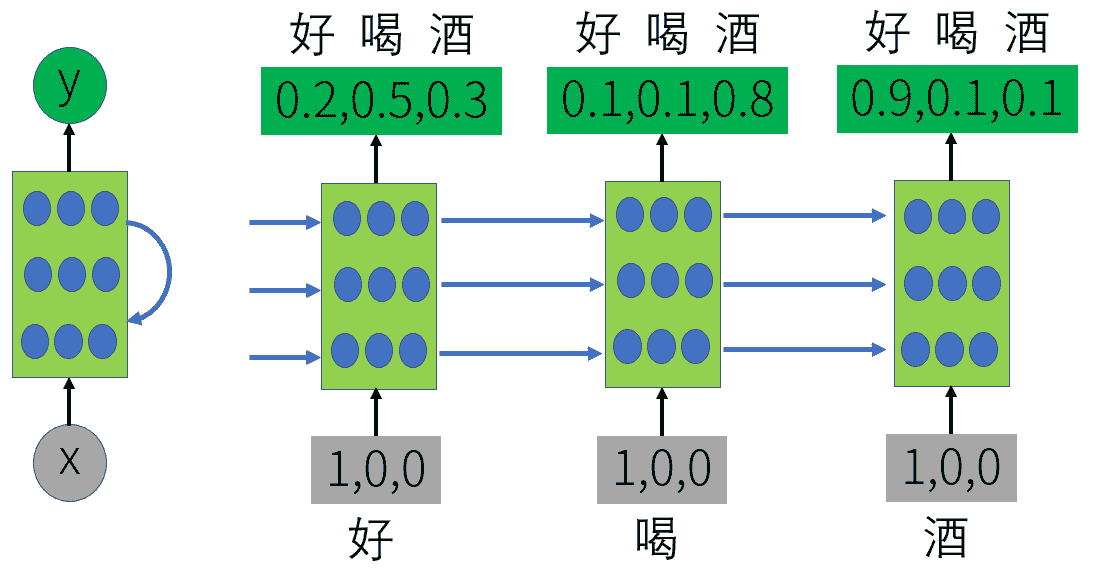 y
x
好 喝 酒
0.2,0.5,0.3
1,0,0
好
好 喝 酒
0.1,0.1,0.8
1,0,0
喝
好 喝 酒
0.9,0.1,0.1
1,0,0
酒